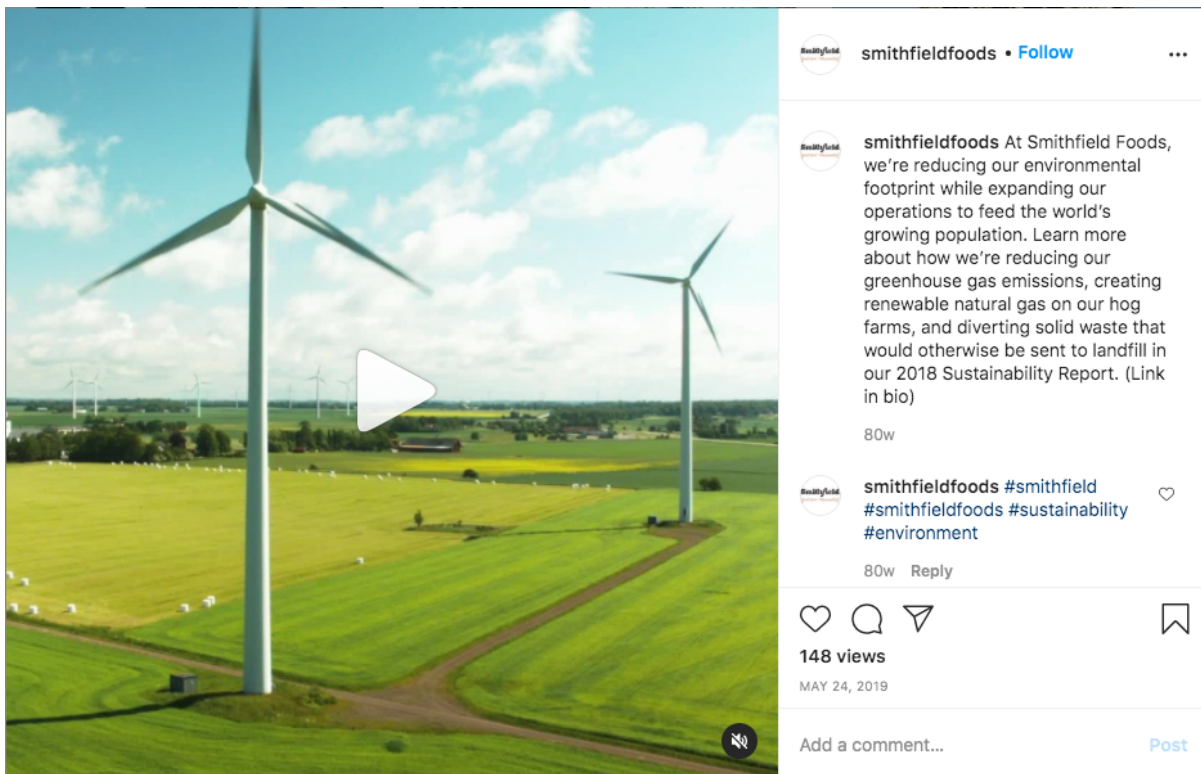 smithfieldfoods • Follow
smithfieldfoods At Smithfield Foods,
we're reducing our environmental
footprint while expanding our
operations to feed the world's
growing population. Learn more
about how we're reducing our
greenhouse gas emissions, creating
renewable natural gas on our hog
farms, and diverting solid waste that
would otherwise be sent to landfill in
our 2018 Sustainability Report. (Link
in bio)
80w
smithfieldfoods #smithfield
#smithfieldfoods #sustainability
#environment
80w Reply
148 views
MAY 24, 2019
Add a comment... Post